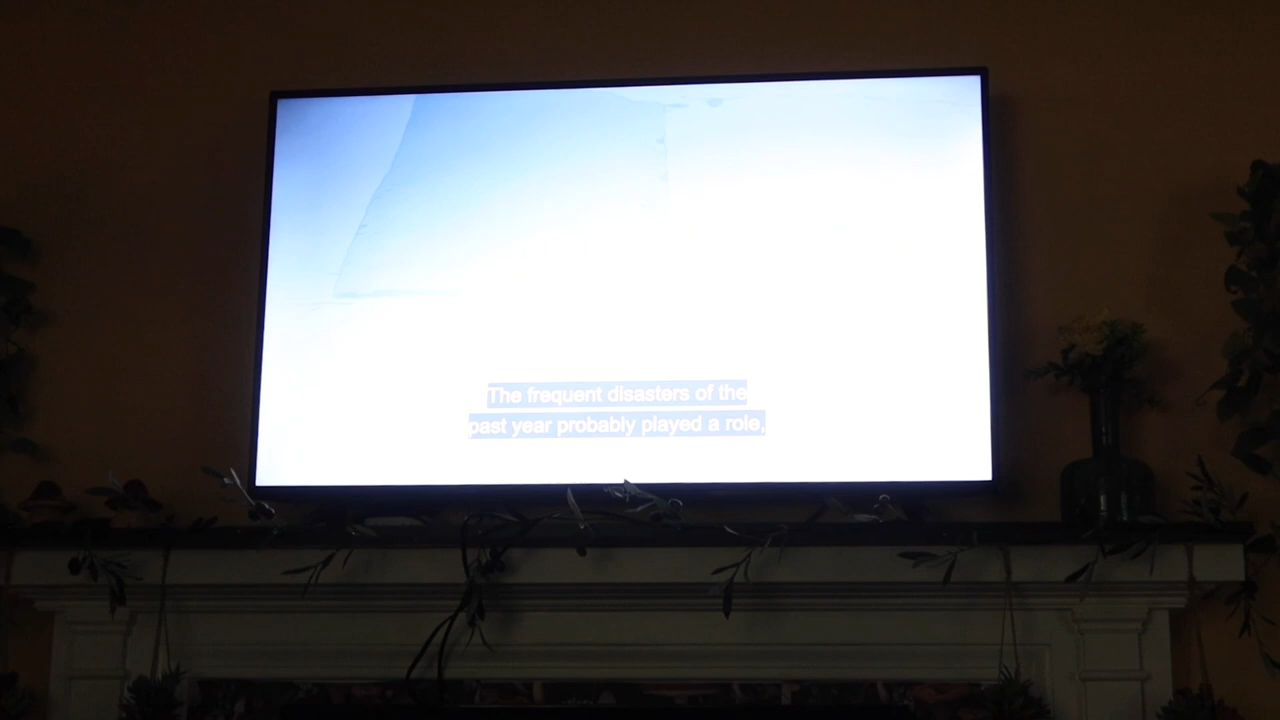 The frequent disasters of the
past year probably played a role,